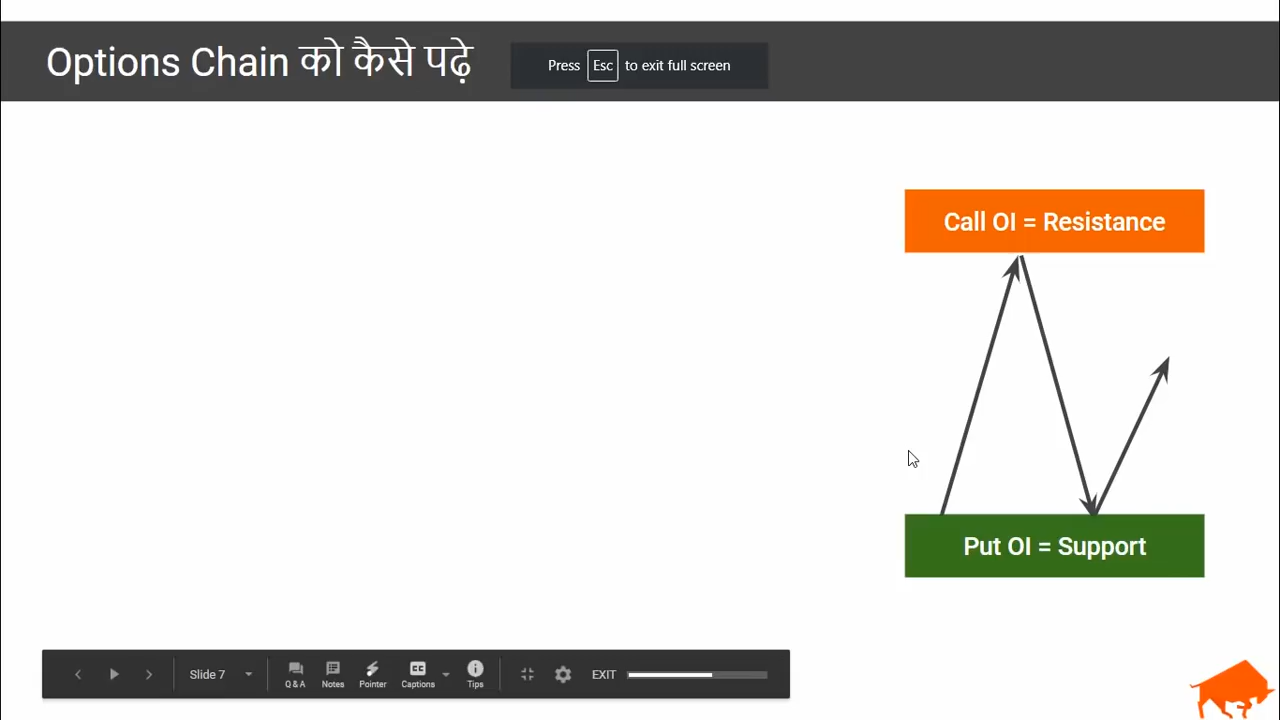 Options Chain को कैसे पढ़े
Press Esc to exit full screen
Call OI = Resistance
Put OI = Support
Slide 7
Q & A
Notes
Pointer
CC
Captions
Tips
EXIT